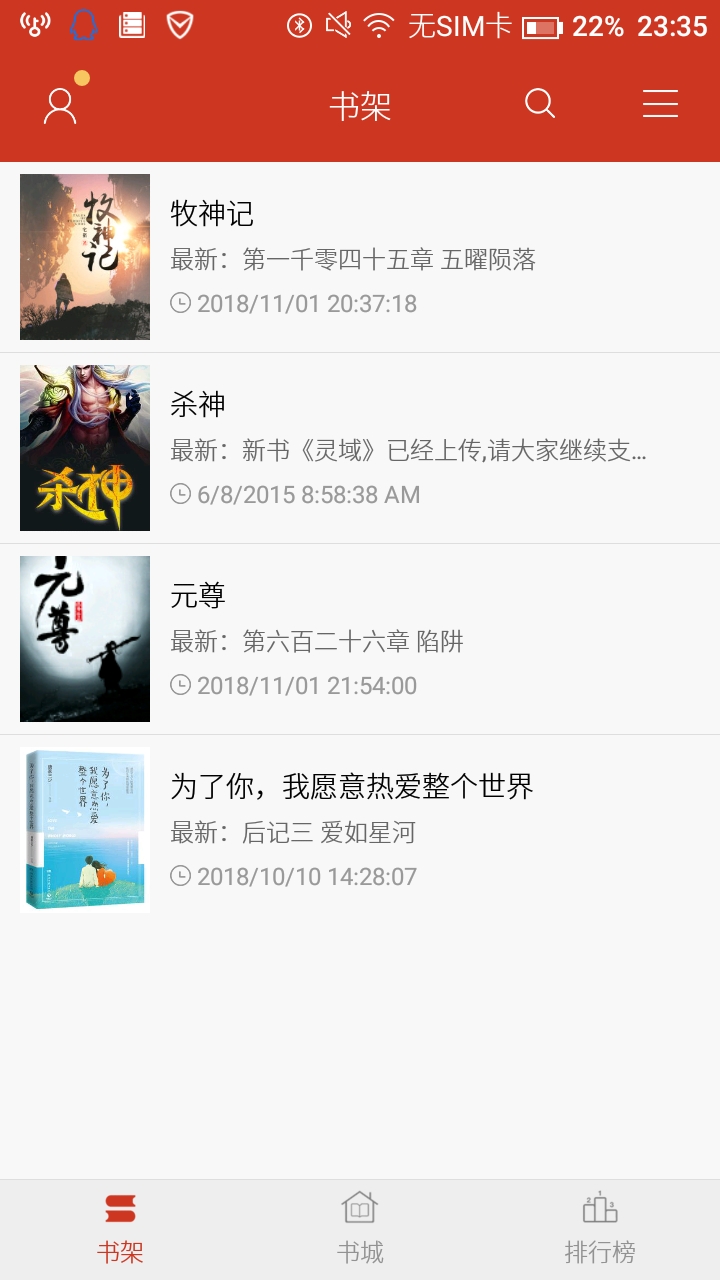 无SIM卡 22% 23:35
书架
牧神记
牧神记
最新：第一千零四十五章 五曜陨落
2018/11/01 20:37:18
杀神
杀神
最新：新书《灵域》已经上传,请大家继续支...
6/8/2015 8:58:38 AM
元尊
元尊
最新：第六百二十六章 陷阱
2018/11/01 21:54:00
为了你，
我愿意热爱
整个世界
为了你，我愿意热爱整个世界
最新：后记三 爱如星河
2018/10/10 14:28:07
书架
书城
2 1 3
排行榜